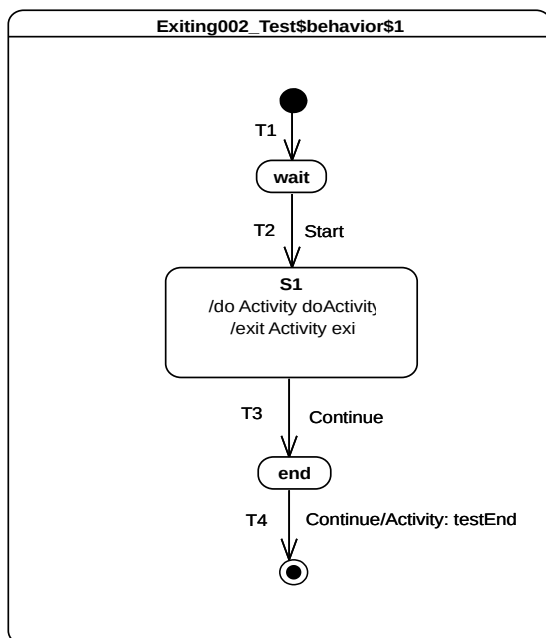 Exiting002_Test$behavior$1
T1
wait
T2 Start
S1
/do Activity doActivity
/exit Activity exi
T3 Continue
end
T4 Continue/Activity: testEnd